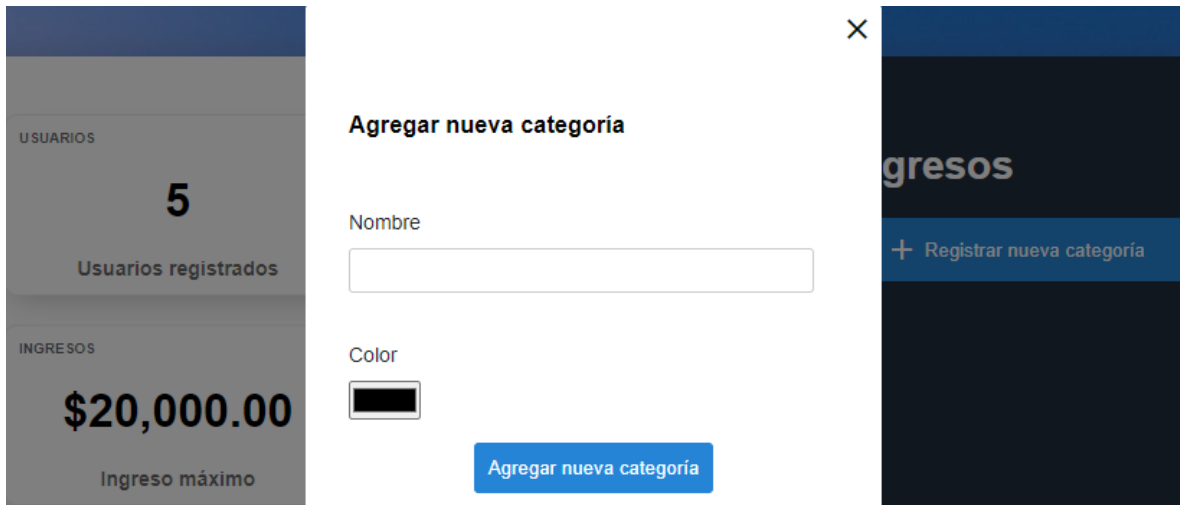 USUARIOS
5
Usuarios registrados
INGRESOS
$20,000.00
Ingreso máximo
Agregar nueva categoría
Nombre
Color
Agregar nueva categoría
gresos
Registrar nueva categoría